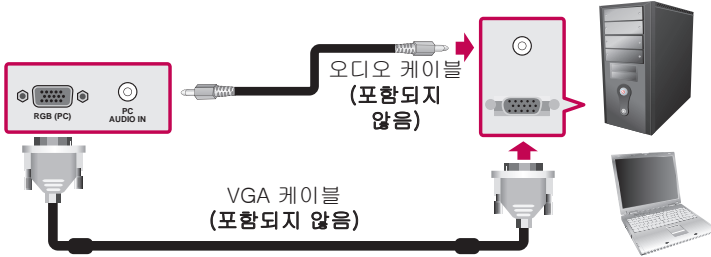 오디오 케이블
(포함되지
않음)
RGB (PC)
PC
AUDIO IN
VGA 케이블
(포함되지 않음)